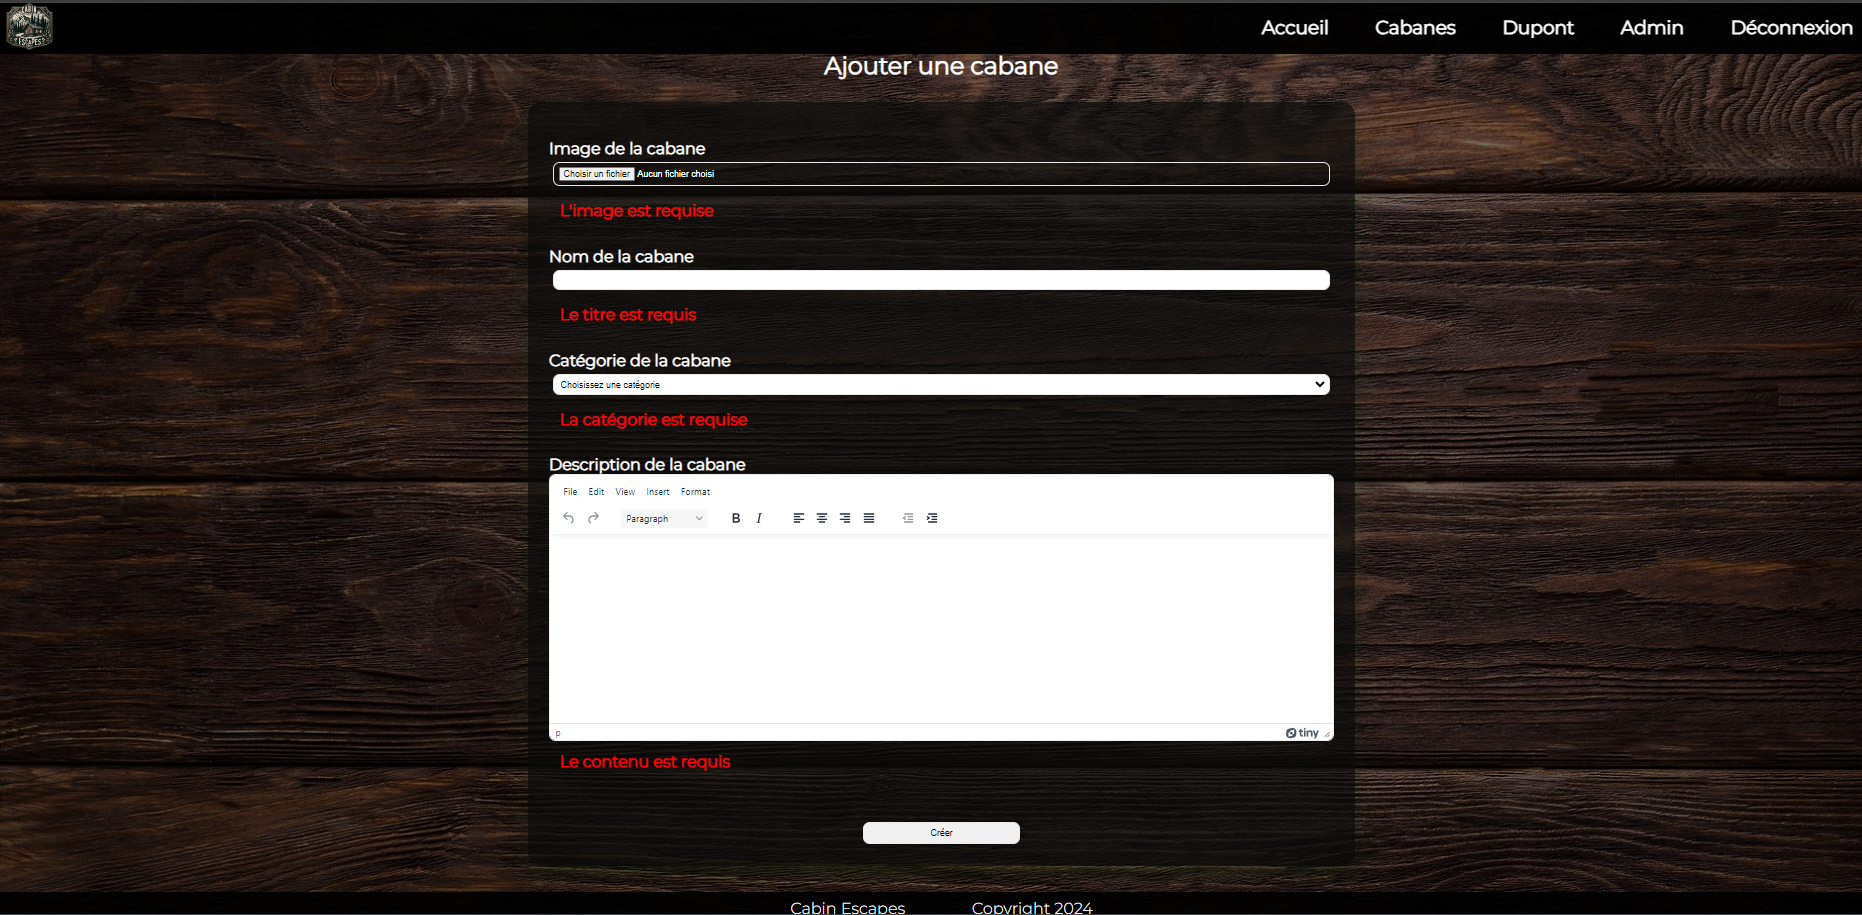 CABIN
ESCAPES
Accueil Cabanes Dupont Admin Déconnexion
Ajouter une cabane
Image de la cabane
Choisir un fichier Aucun fichier choisi
L'image est requise
Nom de la cabane
Le titre est requis
Catégorie de la cabane
Choisissez une catégorie
La catégorie est requise
Description de la cabane
File Edit View Insert Format
Paragraph B I
p tiny
Le contenu est requis
Créer
Cabin Escapes Copyright 2024